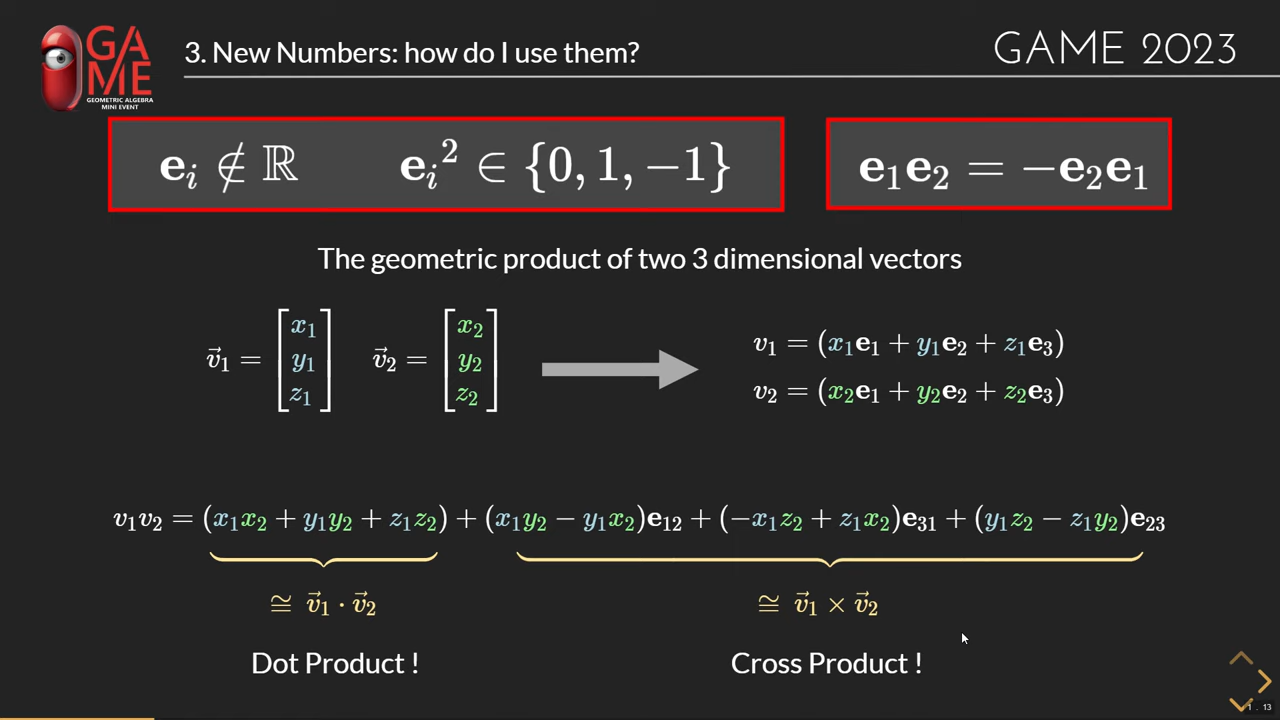 GA
ME
GEOMETRIC ALGEBRA
MINI EVENT
3. New Numbers: how do I use them?
GAME 2023
𝐞ᵢ ∉ ℝ 𝐞ᵢ² ∈ {0, 1, −1}
𝐞₁𝐞₂ = −𝐞₂𝐞₁
The geometric product of two 3 dimensional vectors
v⃗₁ = [x₁ y₁ z₁] v⃗₂ = [x₂ y₂ z₂]
v₁ = (x₁𝐞₁ + y₁𝐞₂ + z₁𝐞₃)
v₂ = (x₂𝐞₁ + y₂𝐞₂ + z₂𝐞₃)
v₁v₂ = (x₁x₂ + y₁y₂ + z₁z₂) + (x₁y₂ − y₁x₂)𝐞₁₂ + (−x₁z₂ + z₁x₂)𝐞₃₁ + (y₁z₂ − z₁y₂)𝐞₂₃
≅ v⃗₁ · v⃗₂
≅ v⃗₁ × v⃗₂
Dot Product !
Cross Product !
1 . 13